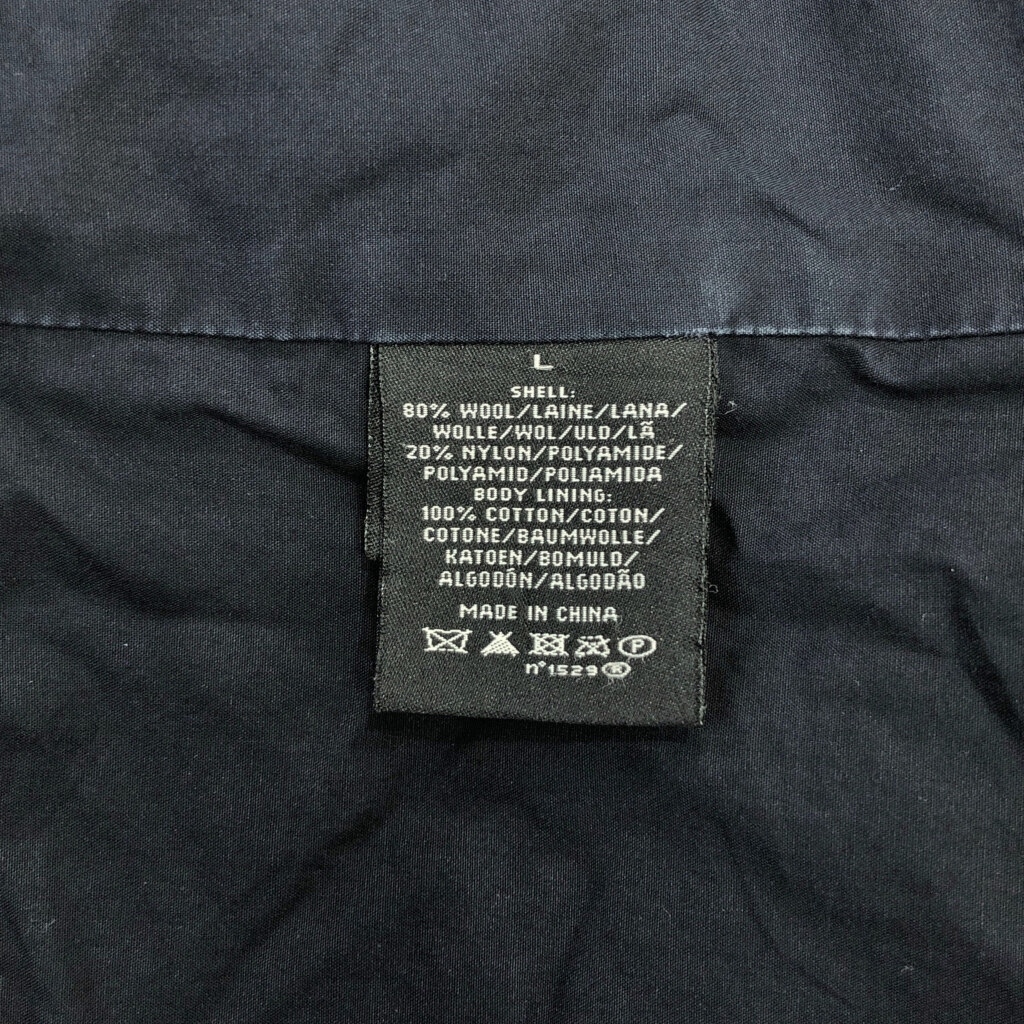 L
SHELL:
80% WOOL/LAINE/LANA/
WOLLE/WOL/ULD/LÃ
20% NYLON/POLYAMIDE/
POLYAMID/POLIAMIDA
BODY LINING:
100% COTTON/COTON/
COTONE/BAUMWOLLE/
KATOEN/BOMULD/
ALGODÓN/ALGODÃO
MADE IN CHINA
P
n°1529®